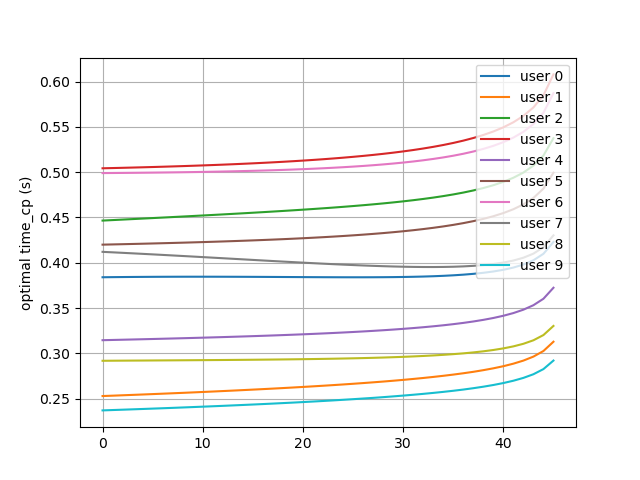 0.60
0.55
0.50
0.45
0.40
0.35
0.30
0.25
optimal time_cp (s)
0
10
20
30
40
user 0
user 1
user 2
user 3
user 4
user 5
user 6
user 7
user 8
user 9